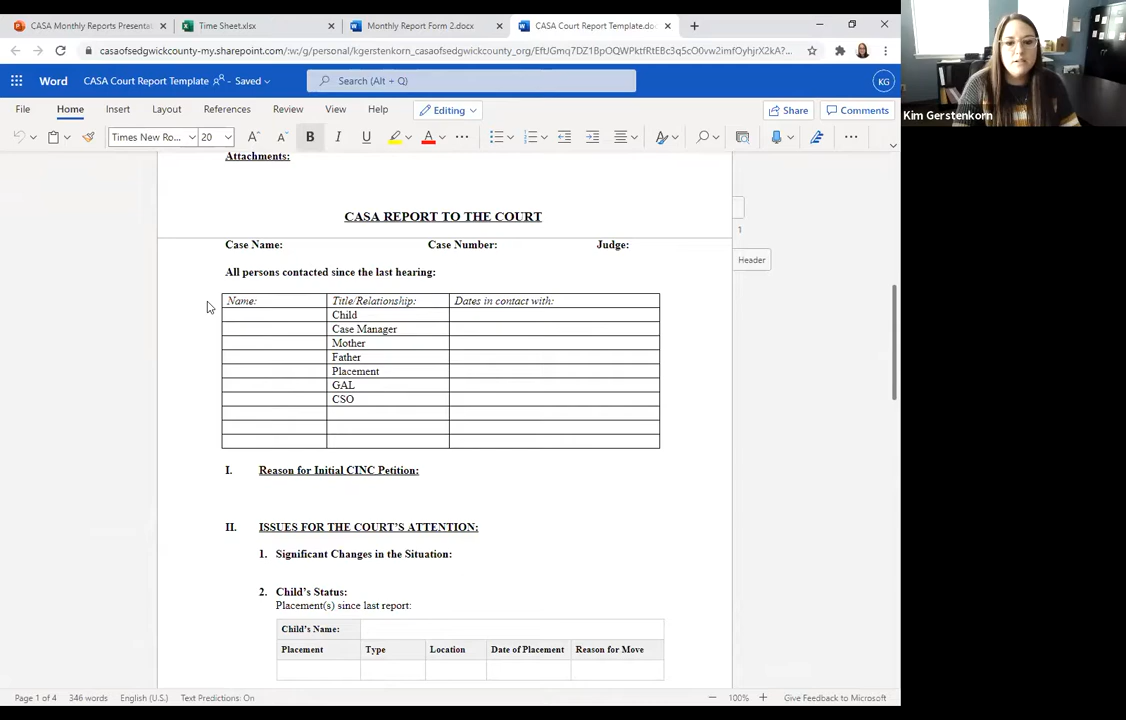 CASA Monthly Reports Presentat
Time Sheet.xlsx
Monthly Report Form 2.docx
CASA Court Report Template.do
casaofsedgwickcounty-my.sharepoint.com/:w:/g/personal/kgerstenkorn_casaofsedgwickcounty_org/
Word CASA Court Report Template - Saved
Search (Alt + Q)
KG
Kim Gerstenkorn
File Home Insert Layout References Review View Help Editing Share Comments
Times New Ro... 20 B I U A
Attachments:
CASA REPORT TO THE COURT
Case Name: Case Number: Judge:
1
Header
All persons contacted since the last hearing:
Name: Title/Relationship: Dates in contact with:
Child
Case Manager
Mother
Father
Placement
GAL
CSO
I. Reason for Initial CINC Petition:
II. ISSUES FOR THE COURT'S ATTENTION:
1. Significant Changes in the Situation:
2. Child's Status:
Placement(s) since last report:
Child's Name:
Placement Type Location Date of Placement Reason for Move
Page 1 of 4 346 words English (U.S.) Text Predictions: On 100% Give Feedback to Microsoft